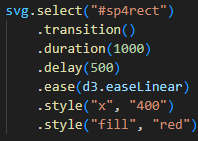 svg.select("#sp4rect")
    .transition()
    .duration(1000)
    .delay(500)
    .ease(d3.easeLinear)
    .style("x", "400")
    .style("fill", "red")